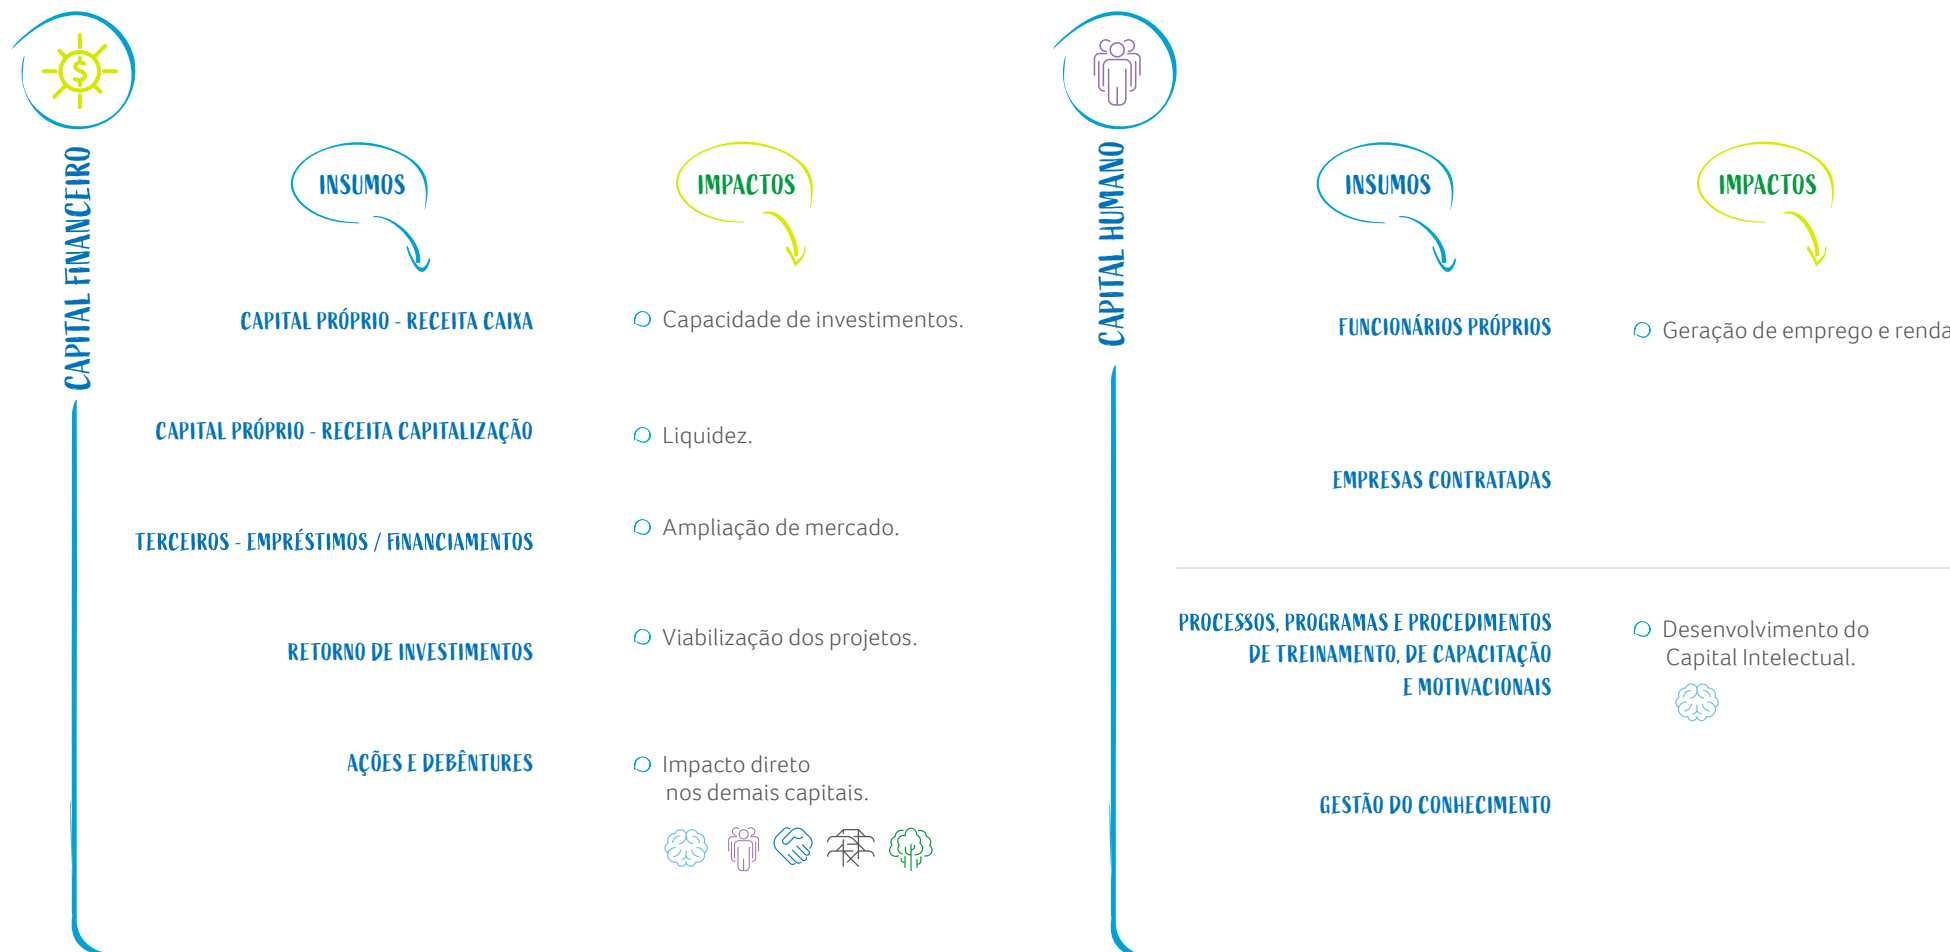 CAPITAL FINANCEIRO
INSUMOS
IMPACTOS
CAPITAL PRÓPRIO - RECEITA CAIXA
Capacidade de investimentos.
CAPITAL PRÓPRIO - RECEITA CAPITALIZAÇÃO
Liquidez.
TERCEIROS - EMPRÉSTIMOS / FINANCIAMENTOS
Ampliação de mercado.
RETORNO DE INVESTIMENTOS
Viabilização dos projetos.
AÇÕES E DEBÊNTURES
Impacto direto
nos demais capitais.
CAPITAL HUMANO
INSUMOS
IMPACTOS
FUNCIONÁRIOS PRÓPRIOS
Geração de emprego e renda
EMPRESAS CONTRATADAS
PROCESSOS, PROGRAMAS E PROCEDIMENTOS
DE TREINAMENTO, DE CAPACITAÇÃO
E MOTIVACIONAIS
Desenvolvimento do
Capital Intelectual.
GESTÃO DO CONHECIMENTO